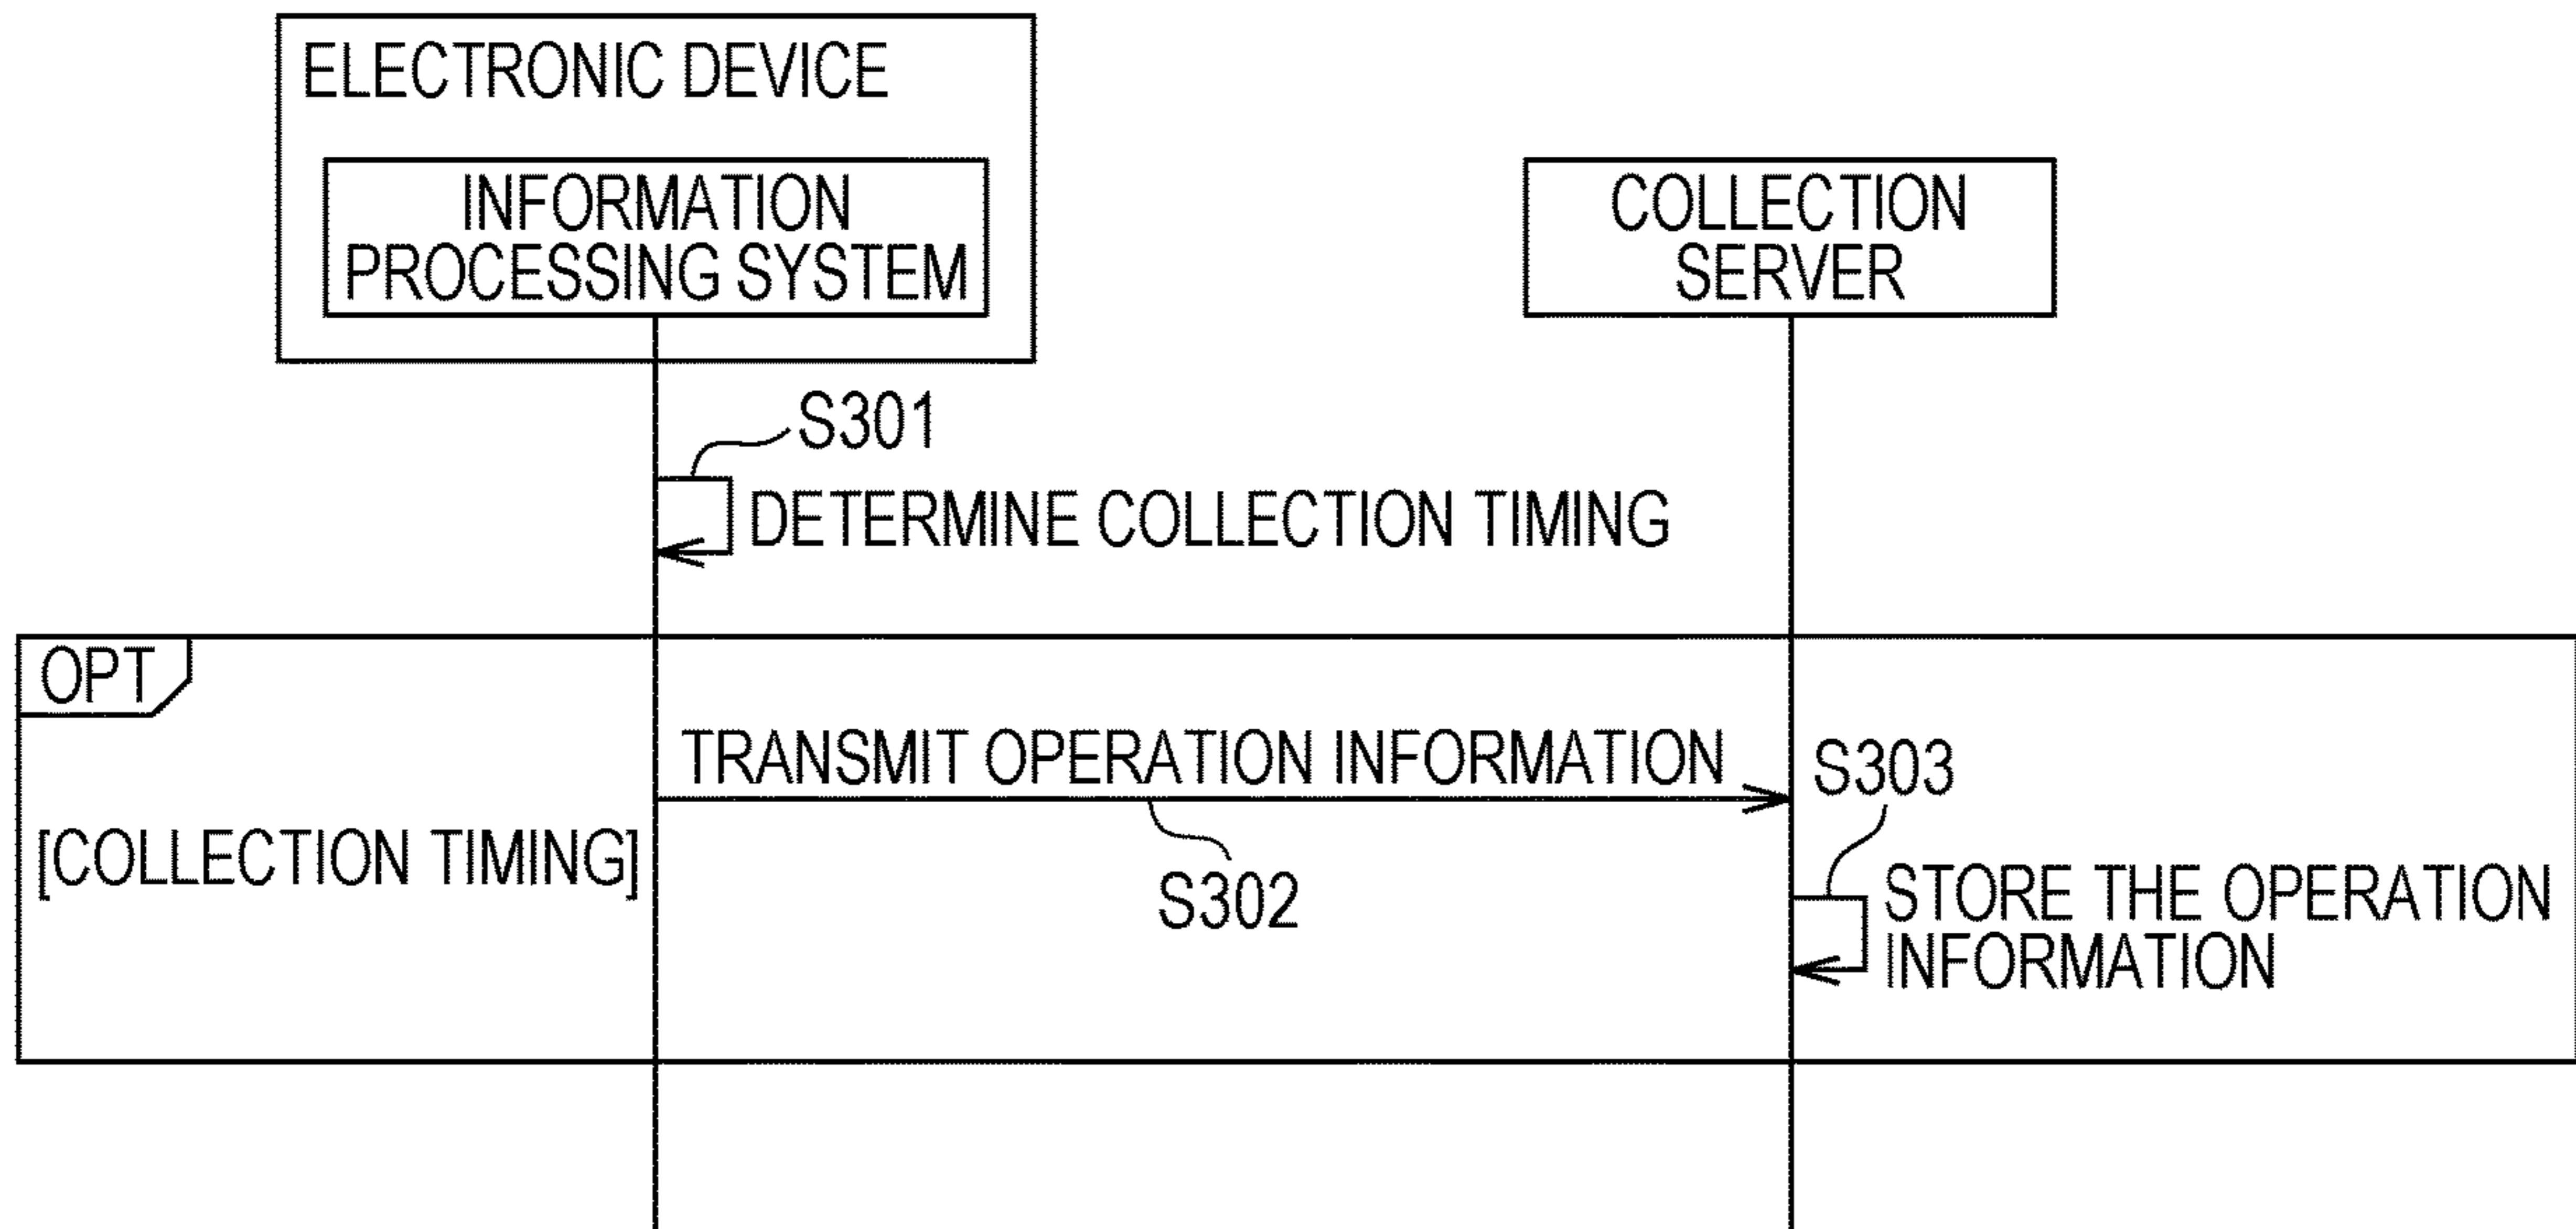 ELECTRONIC DEVICE
INFORMATION
PROCESSING SYSTEM
COLLECTION
SERVER
S301
DETERMINE COLLECTION TIMING
OPT
TRANSMIT OPERATION INFORMATION
S303
[COLLECTION TIMING]
S302
STORE THE OPERATION
INFORMATION